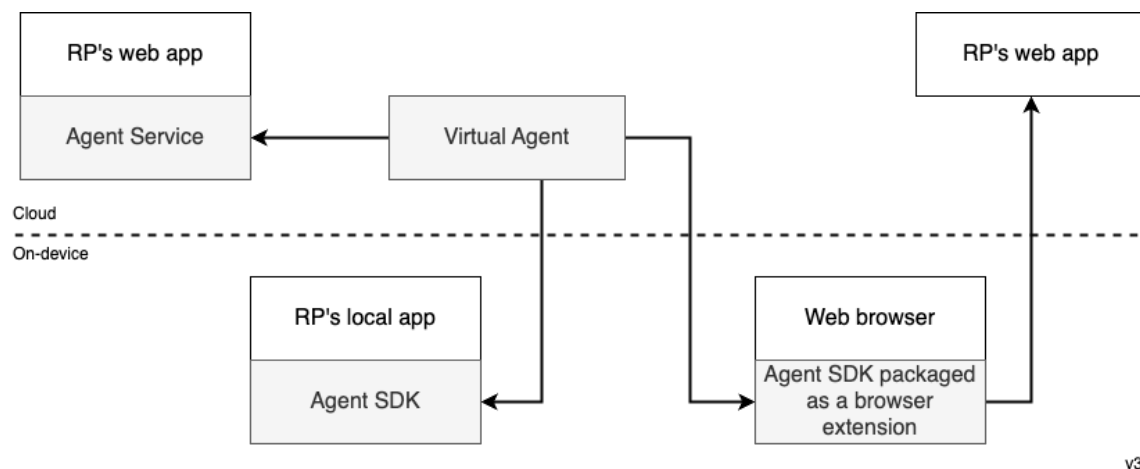 RP's web app
RP's web app
Agent Service
Virtual Agent
Cloud
On-device
RP's local app
Web browser
Agent SDK
Agent SDK packaged
as a browser
extension
v3